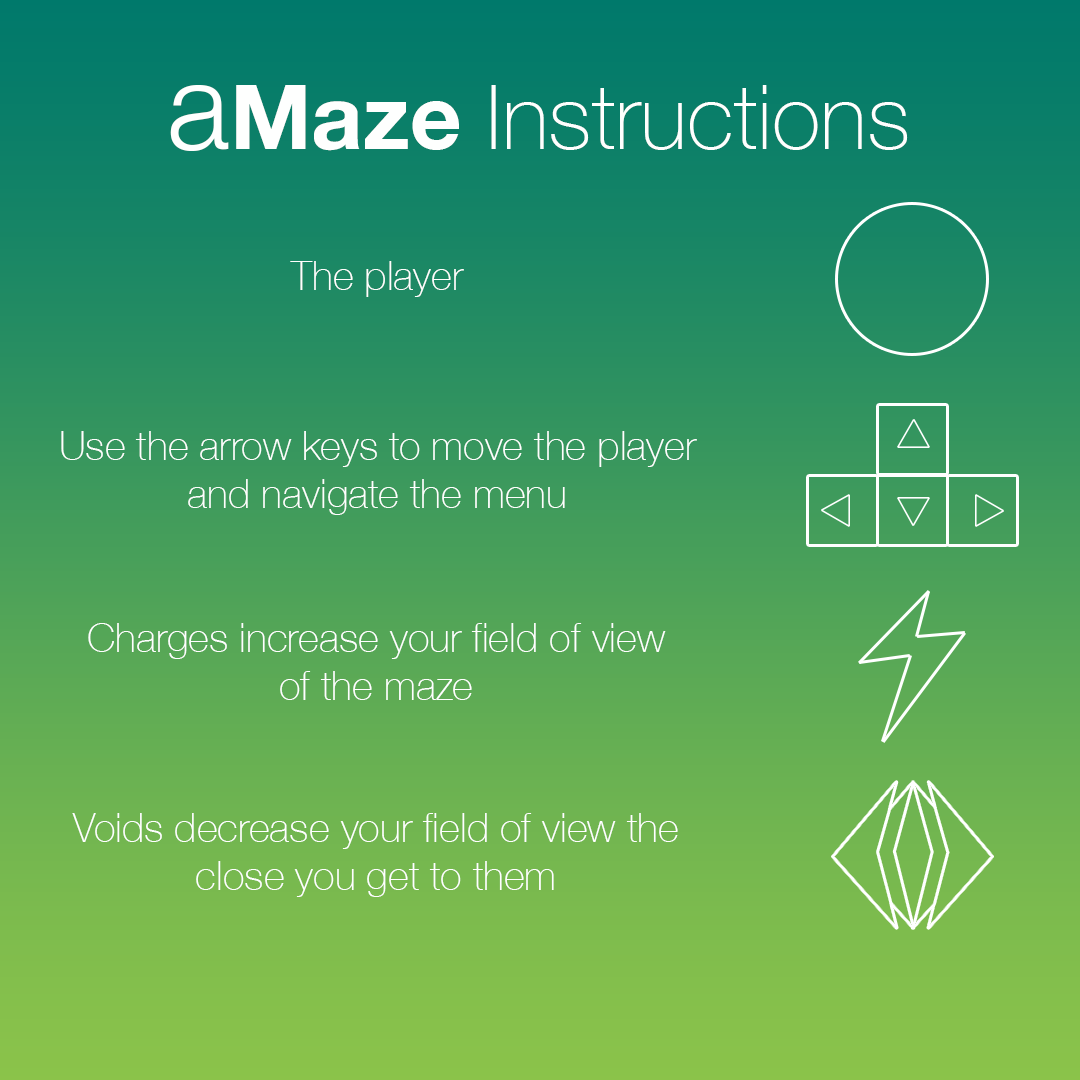 aMaze Instructions
The player
Use the arrow keys to move the player
and navigate the menu
Charges increase your field of view
of the maze
Voids decrease your field of view the
close you get to them